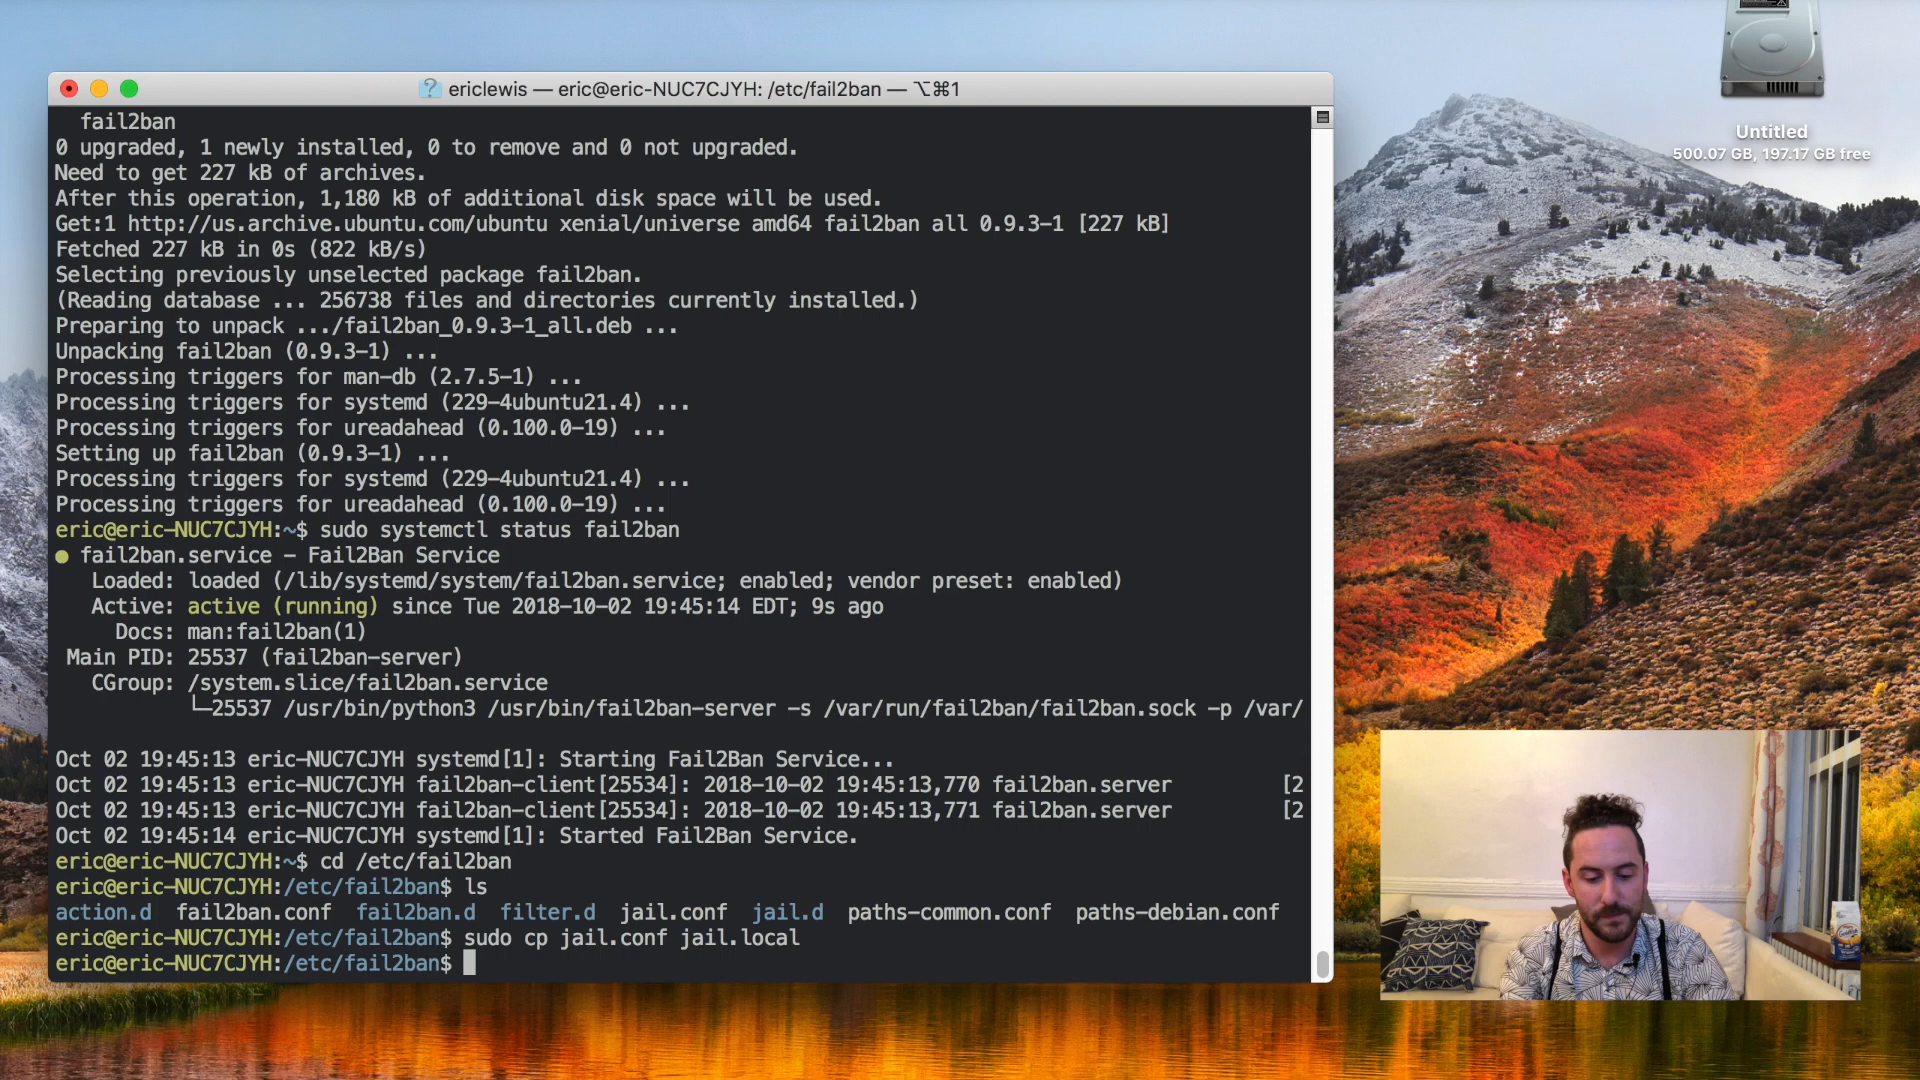 ericlewis — eric@eric-NUC7CJYH: /etc/fail2ban — ⌥⌘1
fail2ban
0 upgraded, 1 newly installed, 0 to remove and 0 not upgraded.
Need to get 227 kB of archives.
After this operation, 1,180 kB of additional disk space will be used.
Get:1 http://us.archive.ubuntu.com/ubuntu xenial/universe amd64 fail2ban all 0.9.3-1 [227 kB]
Fetched 227 kB in 0s (822 kB/s)
Selecting previously unselected package fail2ban.
(Reading database ... 256738 files and directories currently installed.)
Preparing to unpack .../fail2ban_0.9.3-1_all.deb ...
Unpacking fail2ban (0.9.3-1) ...
Processing triggers for man-db (2.7.5-1) ...
Processing triggers for systemd (229-4ubuntu21.4) ...
Processing triggers for ureadahead (0.100.0-19) ...
Setting up fail2ban (0.9.3-1) ...
Processing triggers for systemd (229-4ubuntu21.4) ...
Processing triggers for ureadahead (0.100.0-19) ...
eric@eric-NUC7CJYH:~$ sudo systemctl status fail2ban
● fail2ban.service - Fail2Ban Service
Loaded: loaded (/lib/systemd/system/fail2ban.service; enabled; vendor preset: enabled)
Active: active (running) since Tue 2018-10-02 19:45:14 EDT; 9s ago
Docs: man:fail2ban(1)
Main PID: 25537 (fail2ban-server)
CGroup: /system.slice/fail2ban.service
└─25537 /usr/bin/python3 /usr/bin/fail2ban-server -s /var/run/fail2ban/fail2ban.sock -p /var/
Oct 02 19:45:13 eric-NUC7CJYH systemd[1]: Starting Fail2Ban Service...
Oct 02 19:45:13 eric-NUC7CJYH fail2ban-client[25534]: 2018-10-02 19:45:13,770 fail2ban.server [2
Oct 02 19:45:13 eric-NUC7CJYH fail2ban-client[25534]: 2018-10-02 19:45:13,771 fail2ban.server [2
Oct 02 19:45:14 eric-NUC7CJYH systemd[1]: Started Fail2Ban Service.
eric@eric-NUC7CJYH:~$ cd /etc/fail2ban
eric@eric-NUC7CJYH:/etc/fail2ban$ ls
action.d fail2ban.conf fail2ban.d filter.d jail.conf jail.d paths-common.conf paths-debian.conf
eric@eric-NUC7CJYH:/etc/fail2ban$ sudo cp jail.conf jail.local
eric@eric-NUC7CJYH:/etc/fail2ban$
Untitled
500.07 GB, 197.17 GB free